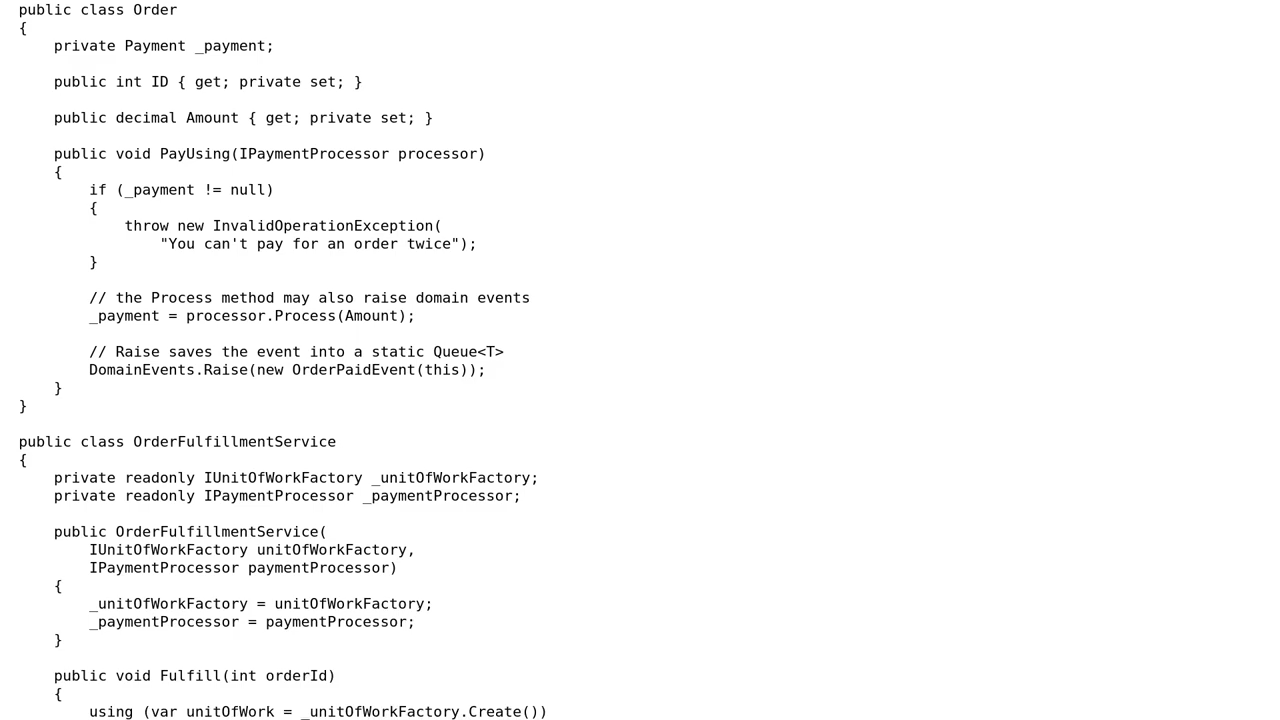 public class Order
{
    private Payment _payment;

    public int ID { get; private set; }

    public decimal Amount { get; private set; }

    public void PayUsing(IPaymentProcessor processor)
    {
        if (_payment != null)
        {
            throw new InvalidOperationException(
                "You can't pay for an order twice");
        }

        // the Process method may also raise domain events
        _payment = processor.Process(Amount);

        // Raise saves the event into a static Queue<T>
        DomainEvents.Raise(new OrderPaidEvent(this));
    }
}

public class OrderFulfillmentService
{
    private readonly IUnitOfWorkFactory _unitOfWorkFactory;
    private readonly IPaymentProcessor _paymentProcessor;

    public OrderFulfillmentService(
        IUnitOfWorkFactory unitOfWorkFactory,
        IPaymentProcessor paymentProcessor)
    {
        _unitOfWorkFactory = unitOfWorkFactory;
        _paymentProcessor = paymentProcessor;
    }

    public void Fulfill(int orderId)
    {
        using (var unitOfWork = _unitOfWorkFactory.Create())